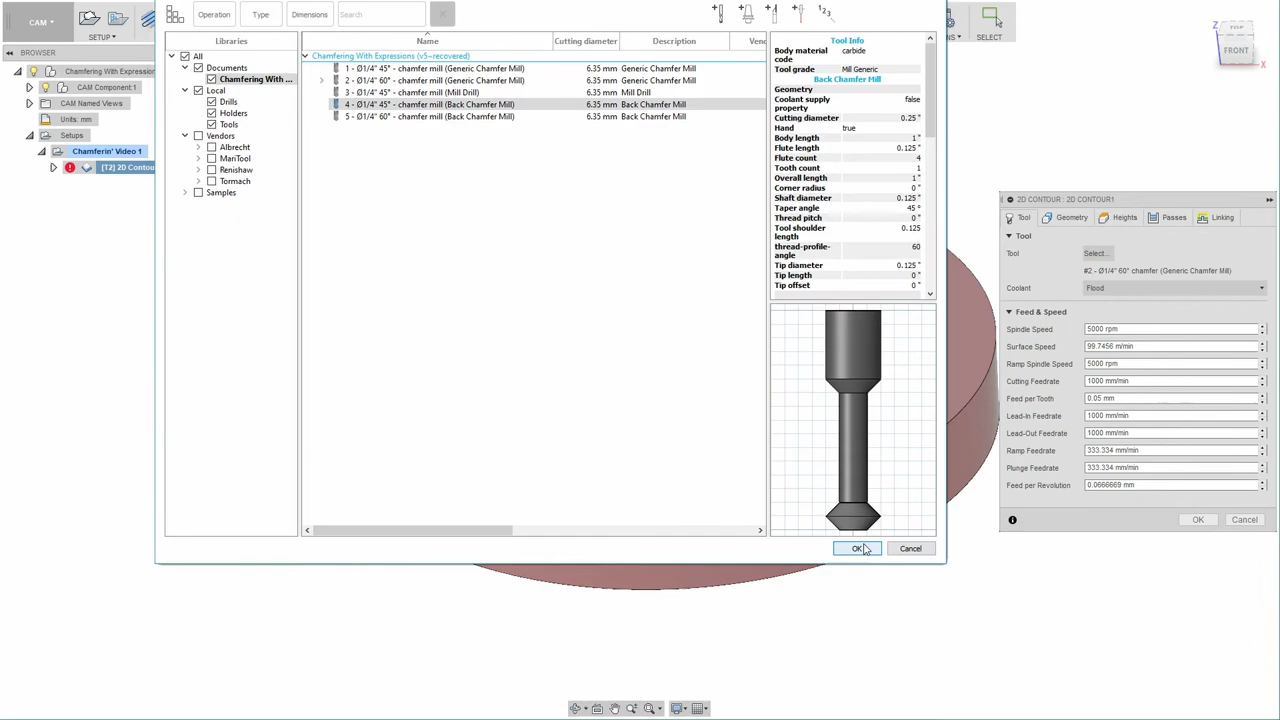 CAM
SETUP
Operation
Type
Dimensions
Search
123
SELECT
TOP
FRONT
Z
X
BROWSER
Chamfering With Expression
CAM Component:1
CAM Named Views
Units: mm
Setups
Chamferin' Video 1
[T2] 2D Contou
Libraries
All
Documents
Chamfering With ...
Local
Drills
Holders
Tools
Vendors
Albrecht
MariTool
Renishaw
Tormach
Samples
Name Cutting diameter Description Venc
Chamfering With Expressions (v5~recovered)
1 - Ø1/4" 45° - chamfer mill (Generic Chamfer Mill) 6.35 mm Generic Chamfer Mill
2 - Ø1/4" 60° - chamfer mill (Generic Chamfer Mill) 6.35 mm Generic Chamfer Mill
3 - Ø1/4" 45° - chamfer mill (Mill Drill) 6.35 mm Mill Drill
4 - Ø1/4" 45° - chamfer mill (Back Chamfer Mill) 6.35 mm Back Chamfer Mill
5 - Ø1/4" 60° - chamfer mill (Back Chamfer Mill) 6.35 mm Back Chamfer Mill
Tool Info
Body material code carbide
Tool grade Mill Generic
Back Chamfer Mill
Geometry
Coolant supply property false
Cutting diameter 0.25 "
Hand true
Body length 1 "
Flute length 0.125 "
Flute count 4
Tooth count 1
Overall length 1 "
Corner radius 0 "
Shaft diameter 0.125 "
Taper angle 45 °
Thread pitch 0 "
Tool shoulder length 0.125
thread-profile-angle 60
Tip diameter 0.125 "
Tip length 0 "
Tip offset 0 "
OK Cancel
2D CONTOUR: 2D CONTOUR1
Tool Geometry Heights Passes Linking
Tool
Tool Select...
#2 - Ø1/4" 60° chamfer (Generic Chamfer Mill)
Coolant Flood
Feed & Speed
Spindle Speed 5000 rpm
Surface Speed 99.7456 m/min
Ramp Spindle Speed 5000 rpm
Cutting Feedrate 1000 mm/min
Feed per Tooth 0.05 mm
Lead-In Feedrate 1000 mm/min
Lead-Out Feedrate 1000 mm/min
Ramp Feedrate 333.334 mm/min
Plunge Feedrate 333.334 mm/min
Feed per Revolution 0.0666669 mm
OK Cancel